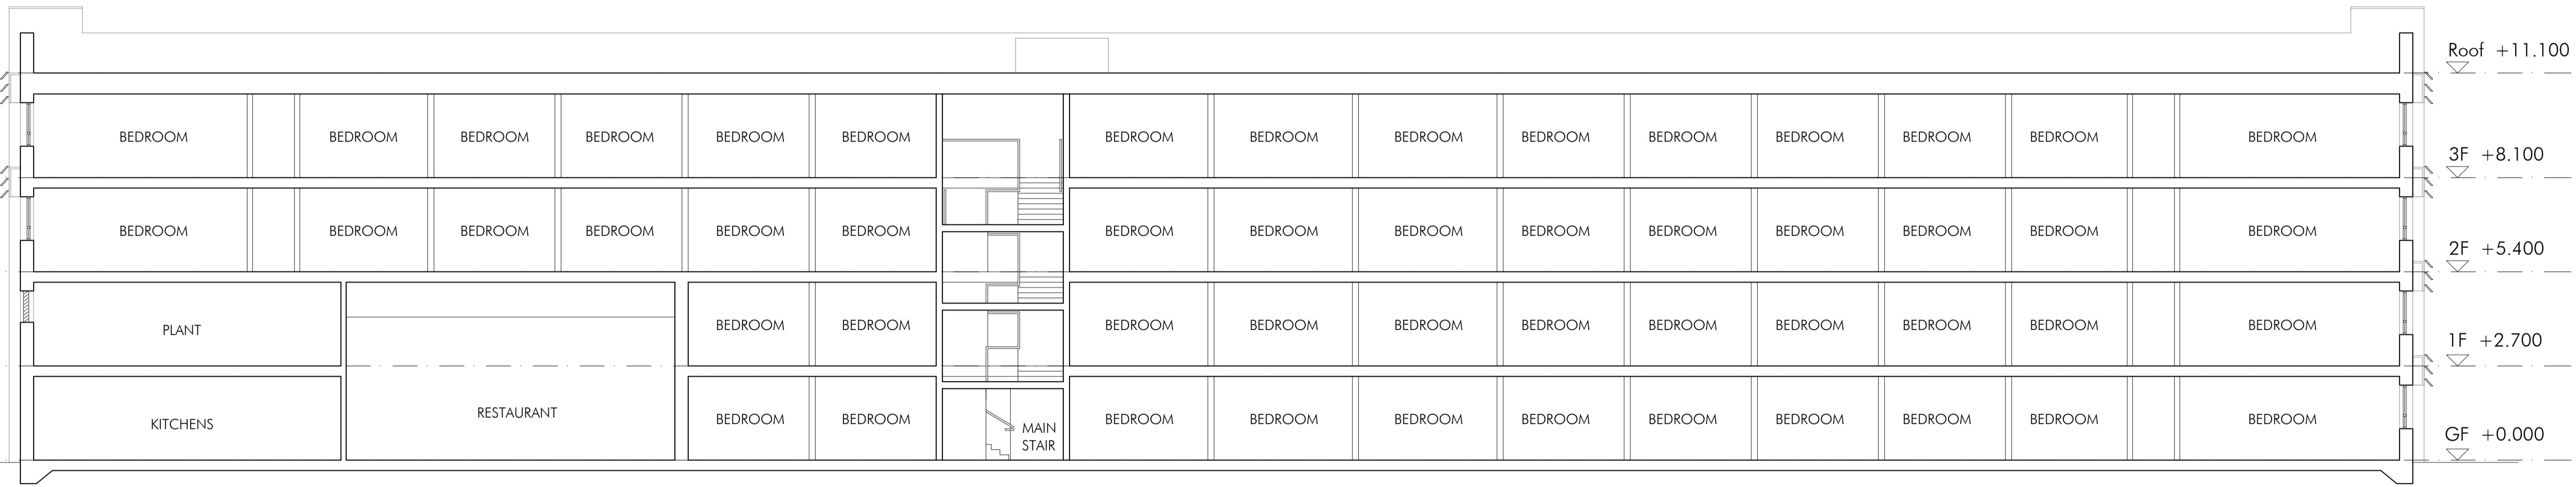 Roof +11.100
BEDROOM BEDROOM BEDROOM BEDROOM BEDROOM BEDROOM BEDROOM BEDROOM BEDROOM BEDROOM BEDROOM BEDROOM BEDROOM BEDROOM BEDROOM
3F +8.100
BEDROOM BEDROOM BEDROOM BEDROOM BEDROOM BEDROOM BEDROOM BEDROOM BEDROOM BEDROOM BEDROOM BEDROOM BEDROOM BEDROOM BEDROOM
2F +5.400
PLANT BEDROOM BEDROOM BEDROOM BEDROOM BEDROOM BEDROOM BEDROOM BEDROOM BEDROOM BEDROOM BEDROOM
1F +2.700
KITCHENS RESTAURANT BEDROOM BEDROOM MAIN
STAIR BEDROOM BEDROOM BEDROOM BEDROOM BEDROOM BEDROOM BEDROOM BEDROOM BEDROOM
GF +0.000